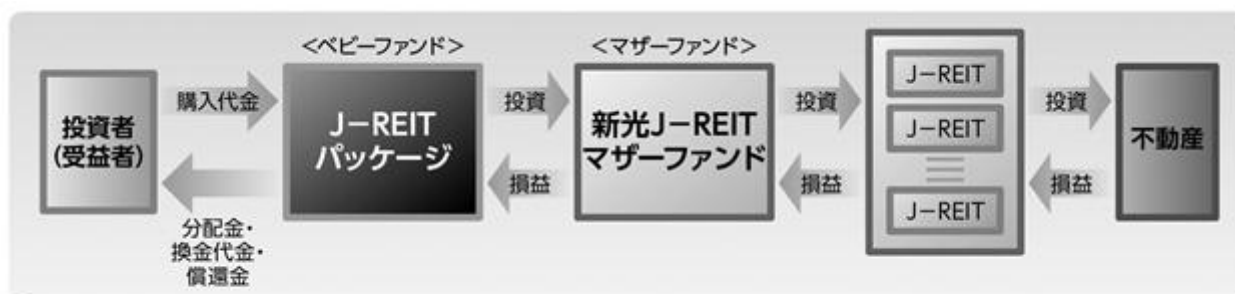 <ベビーファンド>
<マザーファンド>
投資者
(受益者)
購入代金
分配金・
換金代金・
償還金
J-REIT
パッケージ
投資
損益
新光J-REIT
マザーファンド
投資
損益
J-REIT
J-REIT
J-REIT
投資
損益
不動産